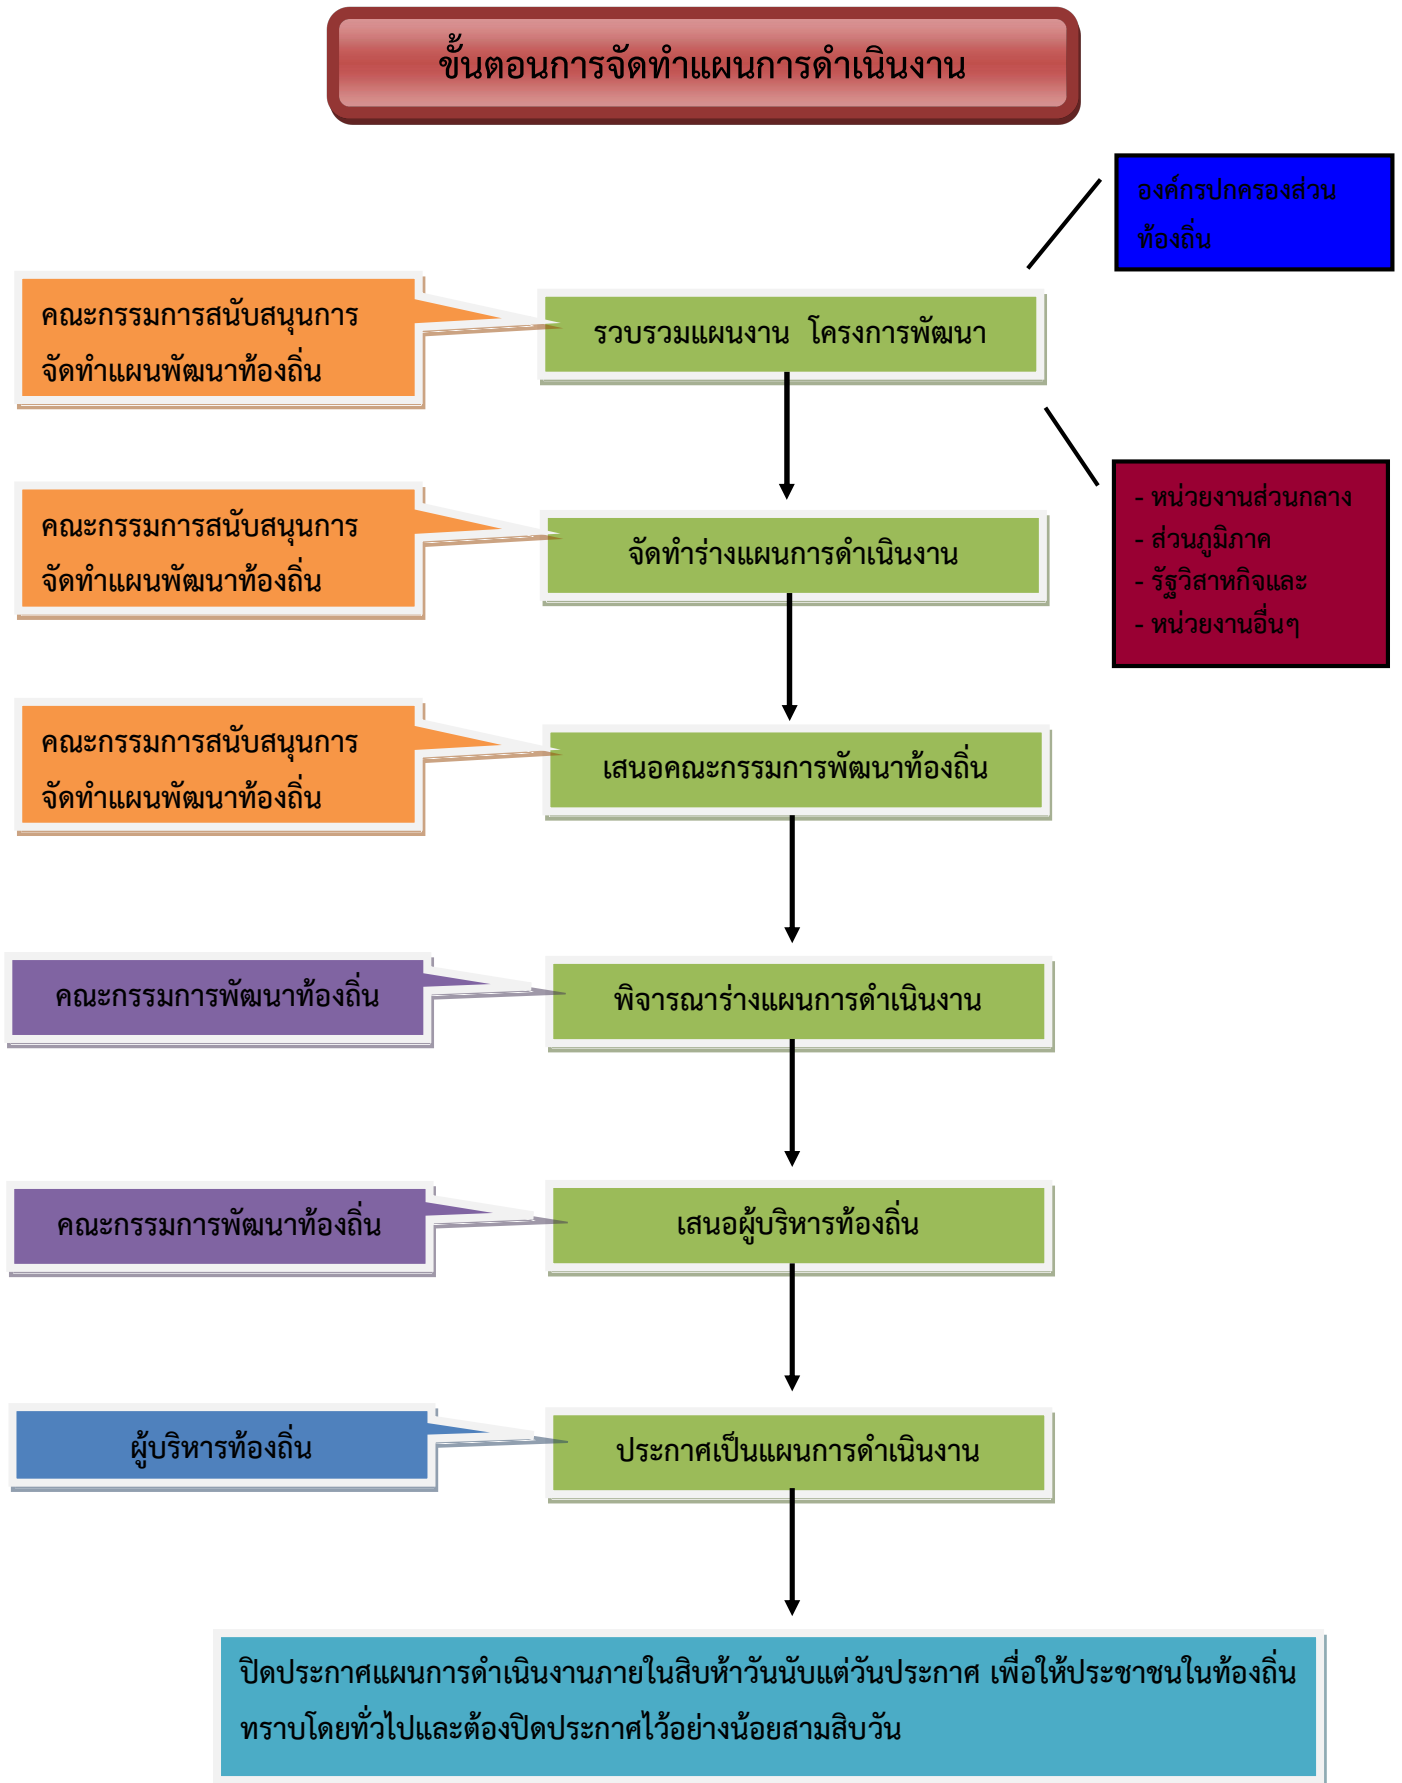 ขั้นตอนการจัดทำแผนการดำเนินงาน
องค์กรปกครองส่วน
ท้องถิ่น
คณะกรรมการสนับสนุนการ
จัดทำแผนพัฒนาท้องถิ่น
รวบรวมแผนงาน โครงการพัฒนา
- หน่วยงานส่วนกลาง
- ส่วนภูมิภาค
- รัฐวิสาหกิจและ
- หน่วยงานอื่นๆ
คณะกรรมการสนับสนุนการ
จัดทำแผนพัฒนาท้องถิ่น
จัดทำร่างแผนการดำเนินงาน
คณะกรรมการสนับสนุนการ
จัดทำแผนพัฒนาท้องถิ่น
เสนอคณะกรรมการพัฒนาท้องถิ่น
คณะกรรมการพัฒนาท้องถิ่น
พิจารณาร่างแผนการดำเนินงาน
คณะกรรมการพัฒนาท้องถิ่น
เสนอผู้บริหารท้องถิ่น
ผู้บริหารท้องถิ่น
ประกาศเป็นแผนการดำเนินงาน
ปิดประกาศแผนการดำเนินงานภายในสิบห้าวันนับแต่วันประกาศ เพื่อให้ประชาชนในท้องถิ่น
ทราบโดยทั่วไปและต้องปิดประกาศไว้อย่างน้อยสามสิบวัน